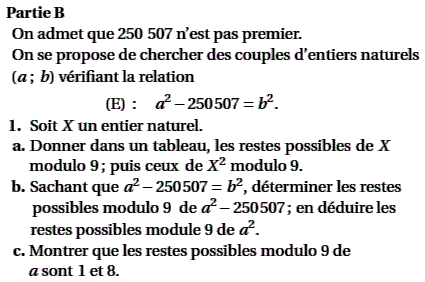 Partie B
On admet que 250 507 n'est pas premier.
On se propose de chercher des couples d'entiers naturels
(a ; b) vérifiant la relation
(E) : a² − 250507 = b².
1. Soit X un entier naturel.
a. Donner dans un tableau, les restes possibles de X
modulo 9 ; puis ceux de X² modulo 9.
b. Sachant que a² − 250507 = b², déterminer les restes
possibles modulo 9 de a² − 250507 ; en déduire les
restes possibles module 9 de a².
c. Montrer que les restes possibles modulo 9 de
a sont 1 et 8.